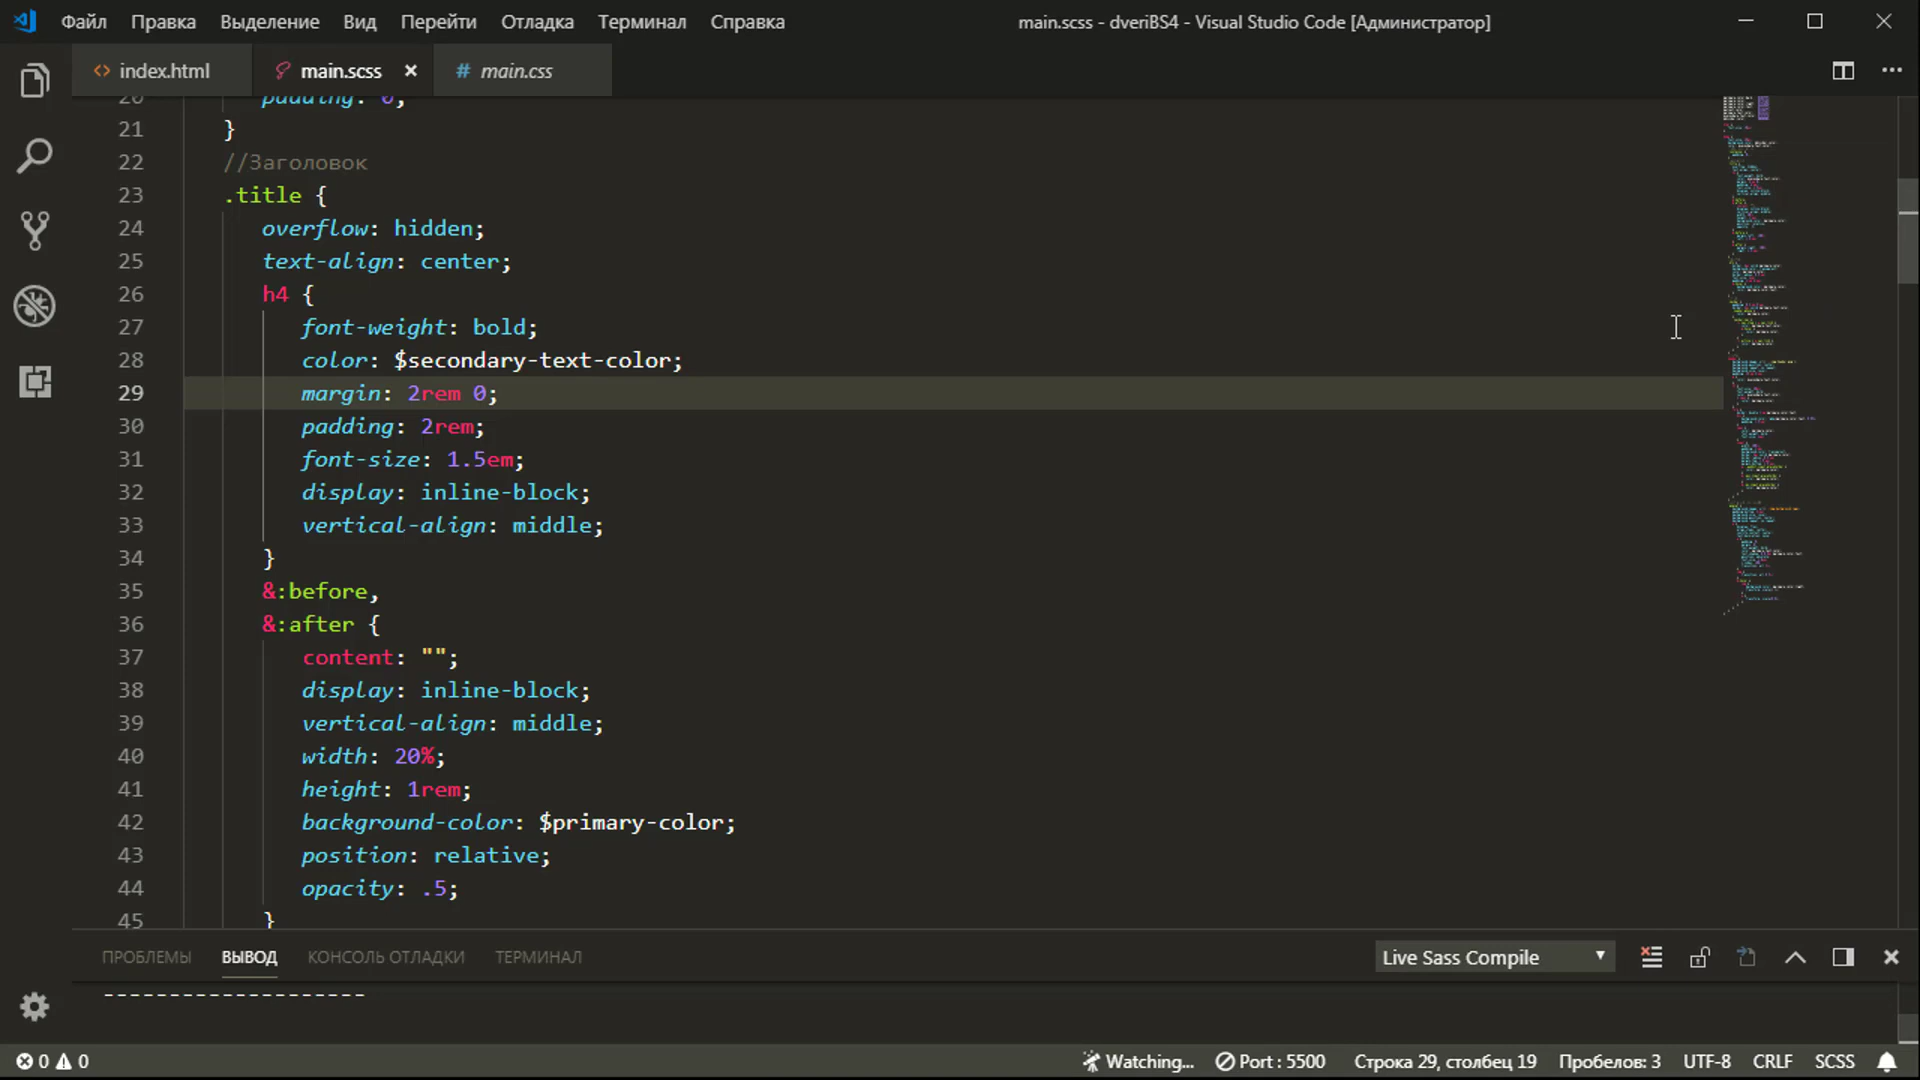 Файл Правка Выделение Вид Перейти Отладка Терминал Справка main.scss - dveriBS4 - Visual Studio Code [Администратор]
index.html main.scss # main.css
20 padding: 0;
21 }
22 //Заголовок
23 .title {
24 overflow: hidden;
25 text-align: center;
26 h4 {
27 font-weight: bold;
28 color: $secondary-text-color;
29 margin: 2rem 0;
30 padding: 2rem;
31 font-size: 1.5em;
32 display: inline-block;
33 vertical-align: middle;
34 }
35 &:before,
36 &:after {
37 content: "";
38 display: inline-block;
39 vertical-align: middle;
40 width: 20%;
41 height: 1rem;
42 background-color: $primary-color;
43 position: relative;
44 opacity: .5;
45 }
ПРОБЛЕМЫ ВЫВОД КОНСОЛЬ ОТЛАДКИ ТЕРМИНАЛ Live Sass Compile
--------------------
0 0 Watching... Port : 5500 Строка 29, столбец 19 Пробелов: 3 UTF-8 CRLF SCSS